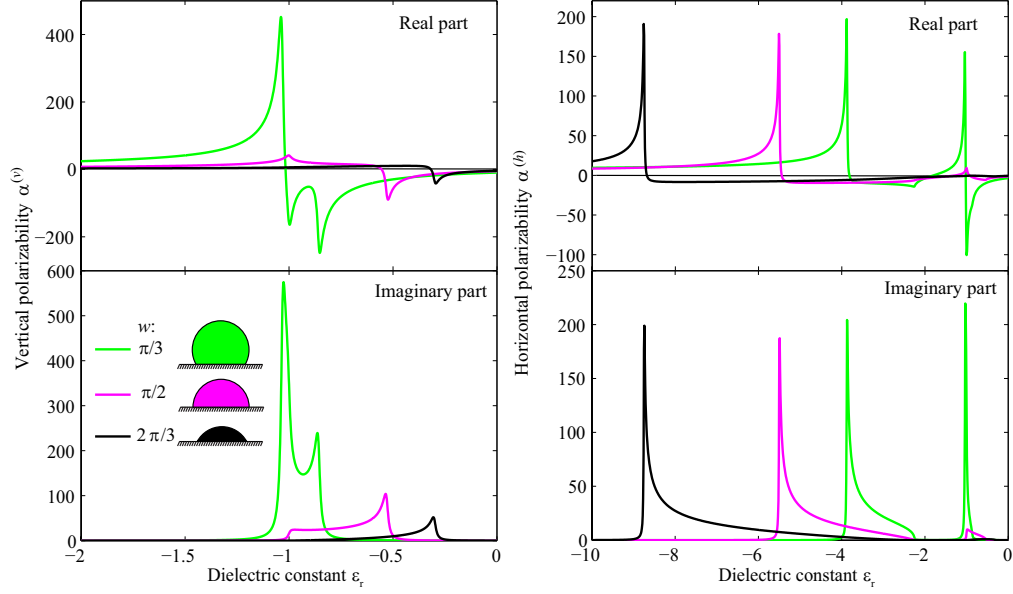 Vertical polarizability α(v)
Real part
400
200
0
−200
600
Imaginary part
500
400
300
200
100
0
w:
π/3
π/2
2 π/3
−2
−1.5
−1
−0.5
0
Dielectric constant εr
Horizontal polarizability α(h)
Real part
200
150
100
50
0
−50
−100
250
Imaginary part
200
150
100
50
0
−10
−8
−6
−4
−2
0
Dielectric constant εr